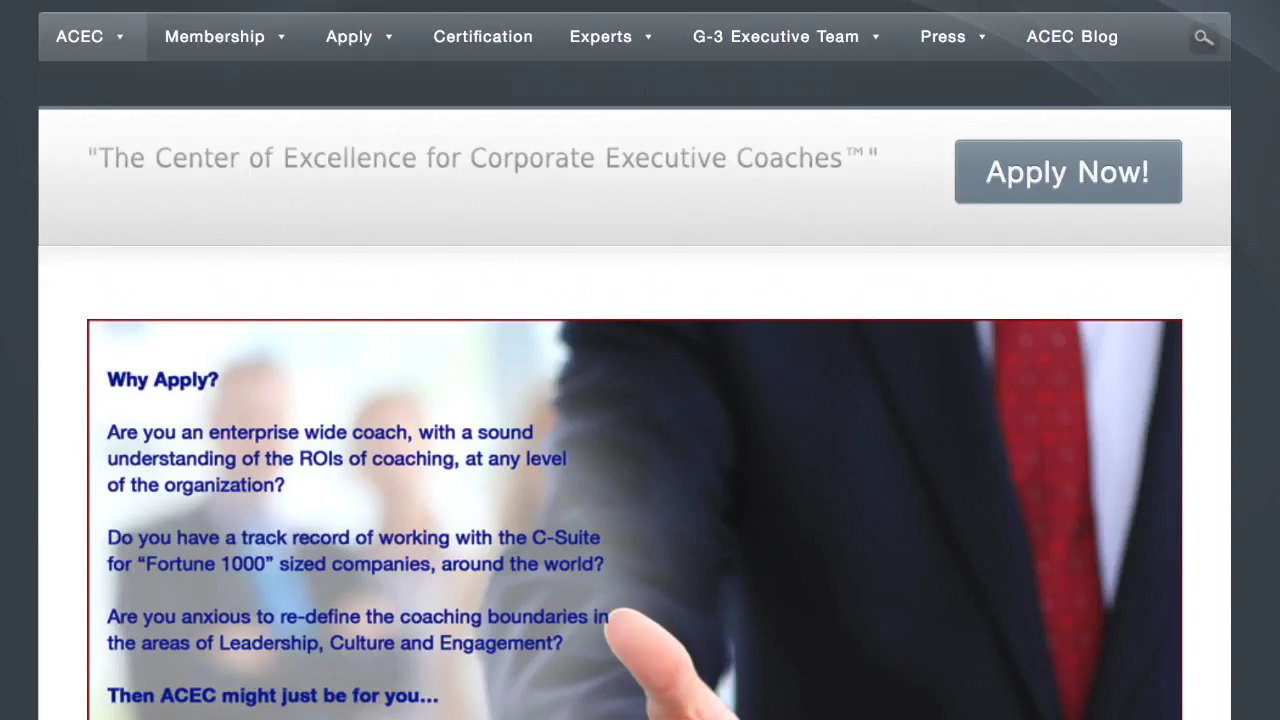 ACEC Membership Apply Certification Experts G-3 Executive Team Press ACEC Blog
"The Center of Excellence for Corporate Executive Coaches™"
Apply Now!
Why Apply?
Are you an enterprise wide coach, with a sound
understanding of the ROIs of coaching, at any level
of the organization?
Do you have a track record of working with the C-Suite
for “Fortune 1000” sized companies, around the world?
Are you anxious to re-define the coaching boundaries in
the areas of Leadership, Culture and Engagement?
Then ACEC might just be for you...